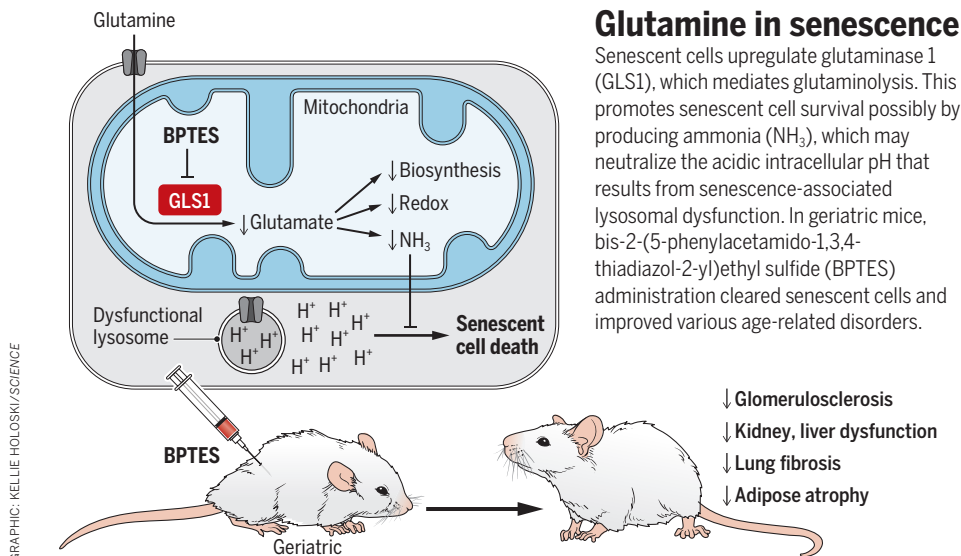 Glutamine
Glutamine in senescence
Senescent cells upregulate glutaminase 1
(GLS1), which mediates glutaminolysis. This
promotes senescent cell survival possibly by
producing ammonia (NH₃), which may
neutralize the acidic intracellular pH that
results from senescence-associated
lysosomal dysfunction. In geriatric mice,
bis-2-(5-phenylacetamido-1,3,4-
thiadiazol-2-yl)ethyl sulfide (BPTES)
administration cleared senescent cells and
improved various age-related disorders.
Mitochondria
BPTES
GLS1
↓Glutamate
↓Biosynthesis
↓Redox
↓NH₃
Dysfunctional
lysosome
H⁺
H⁺
H⁺
H⁺
H⁺ H⁺
H⁺
H⁺
H⁺
H⁺ H⁺
H⁺
Senescent
cell death
BPTES
Geriatric
↓Glomerulosclerosis
↓Kidney, liver dysfunction
↓Lung fibrosis
↓Adipose atrophy
GRAPHIC: KELLIE HOLOSKI/SCIENCE